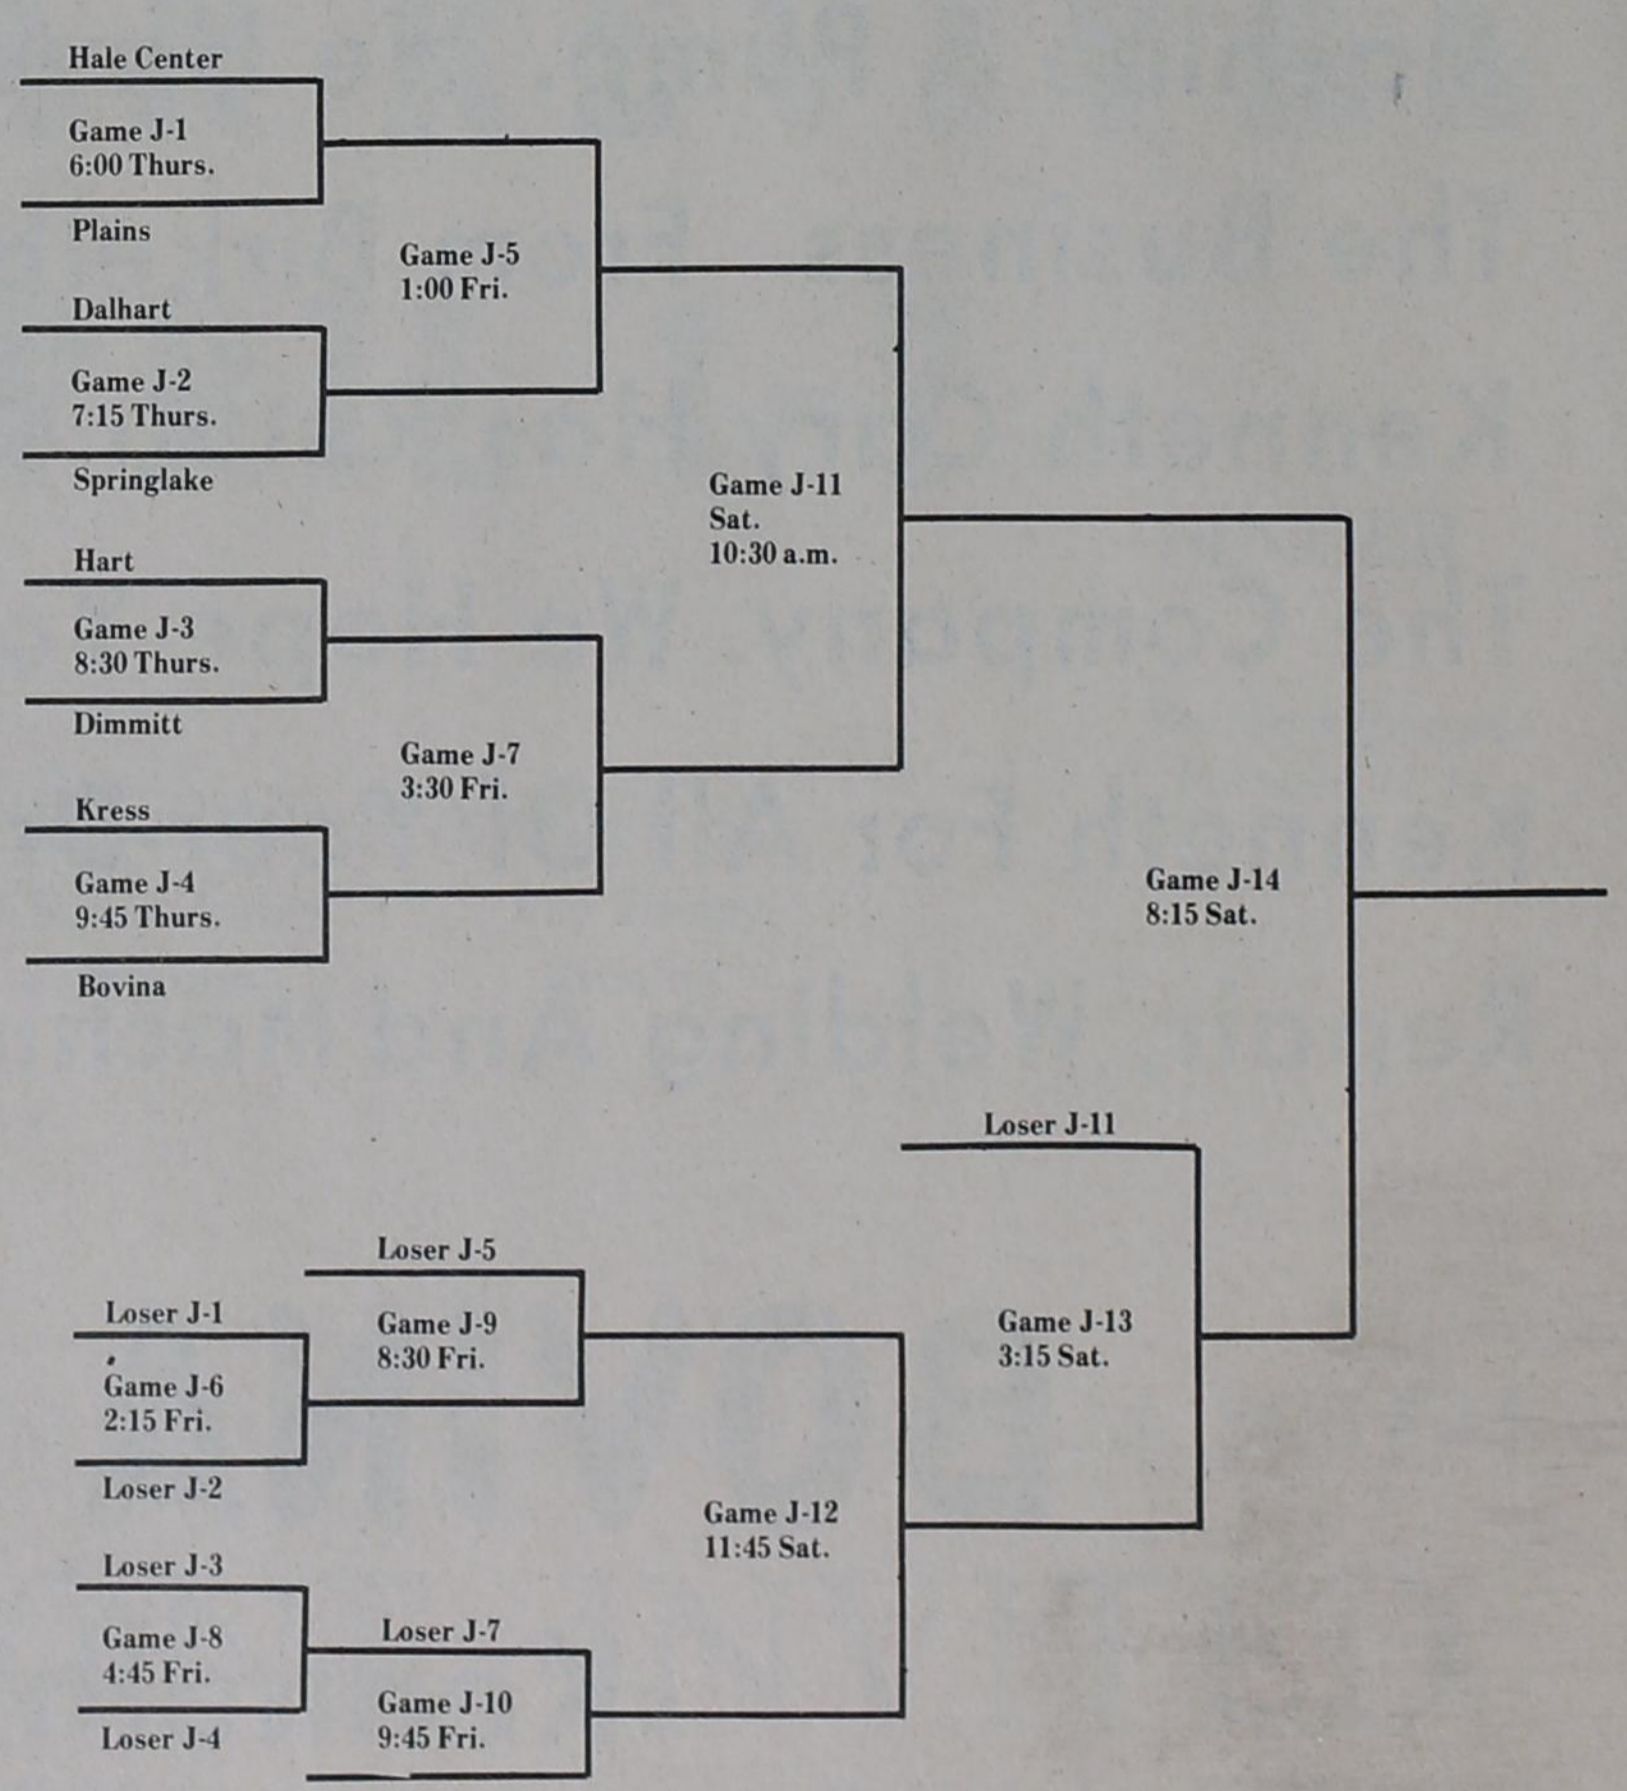 Hale Center
Game J-1
6:00 Thurs.
Plains
Dalhart
Game J-2
7:15 Thurs.
Springlake
Hart
Game J-3
8:30 Thurs.
Dimmitt
Kress
Game J-4
9:45 Thurs.
Bovina
Game J-5
1:00 Fri.
Game J-7
3:30 Fri.
Game J-11
Sat.
10:30 a.m.
Game J-14
8:15 Sat.
Loser J-11
Game J-13
3:15 Sat.
Loser J-5
Game J-9
8:30 Fri.
Loser J-1
Game J-6
2:15 Fri.
Loser J-2
Game J-12
11:45 Sat.
Loser J-3
Game J-8
4:45 Fri.
Loser J-4
Loser J-7
Game J-10
9:45 Fri.